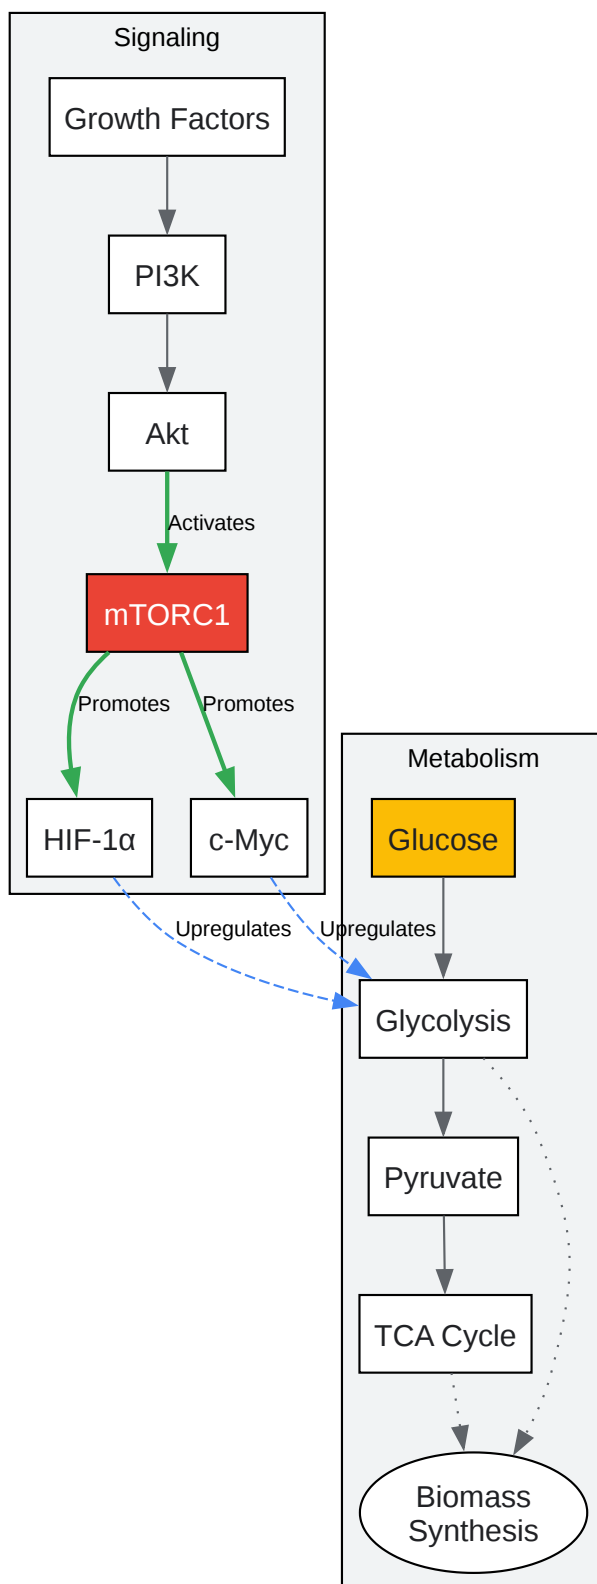 Signaling
Growth Factors
PI3K
Akt
Activates
mTORC1
Promotes
Promotes
HIF-1α
c-Myc
Metabolism
Glucose
Upregulates
Upregulates
Glycolysis
Pyruvate
TCA Cycle
Biomass
Synthesis